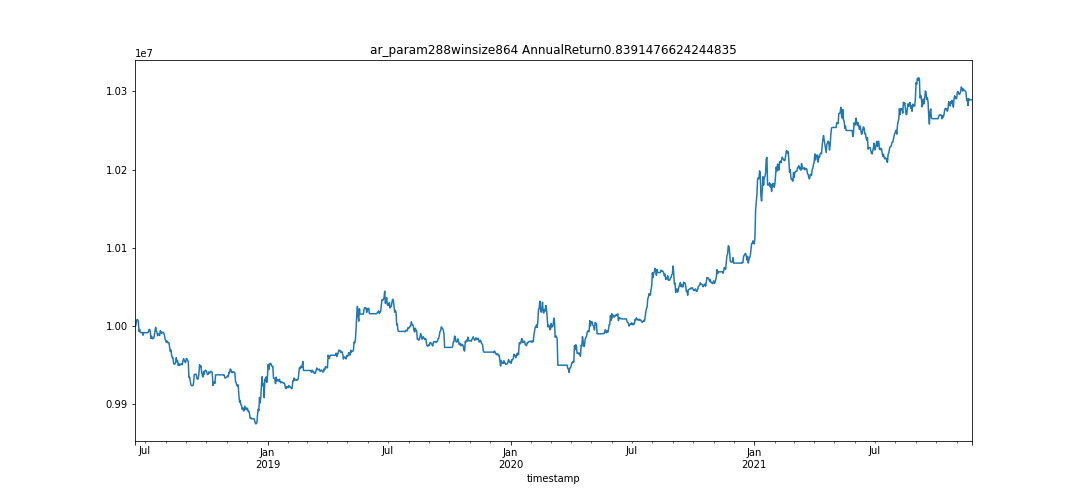 ar_param288winsize864 AnnualReturn0.8391476624244835
1e7
1.03
1.02
1.01
1.00
0.99
Jul Jan Jul Jan Jul Jan Jul
2019 2020 2021
timestamp